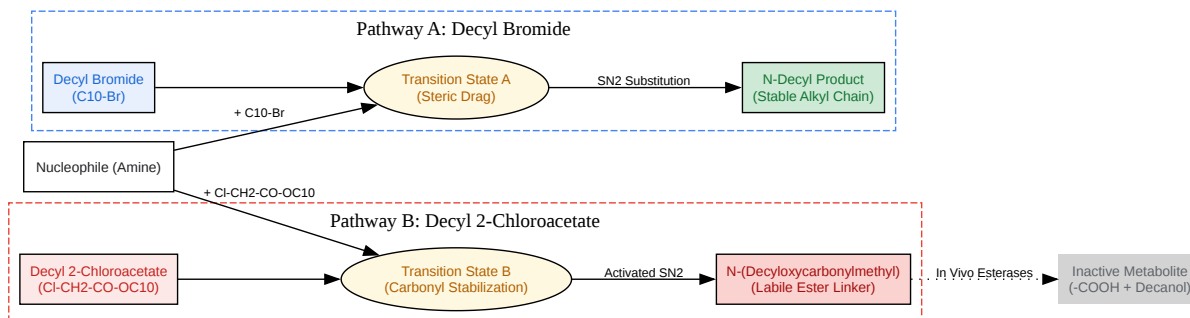 Pathway A: Decyl Bromide
Decyl Bromide
(C10-Br)
Transition State A
(Steric Drag)
SN2 Substitution
N-Decyl Product
(Stable Alkyl Chain)
+ C10-Br
Nucleophile (Amine)
+ Cl-CH2-CO-OC10
Pathway B: Decyl 2-Chloroacetate
Decyl 2-Chloroacetate
(Cl-CH2-CO-OC10)
Transition State B
(Carbonyl Stabilization)
Activated SN2
N-(Decyloxycarbonylmethyl)
(Labile Ester Linker)
In Vivo Esterases
Inactive Metabolite
(-COOH + Decanol)